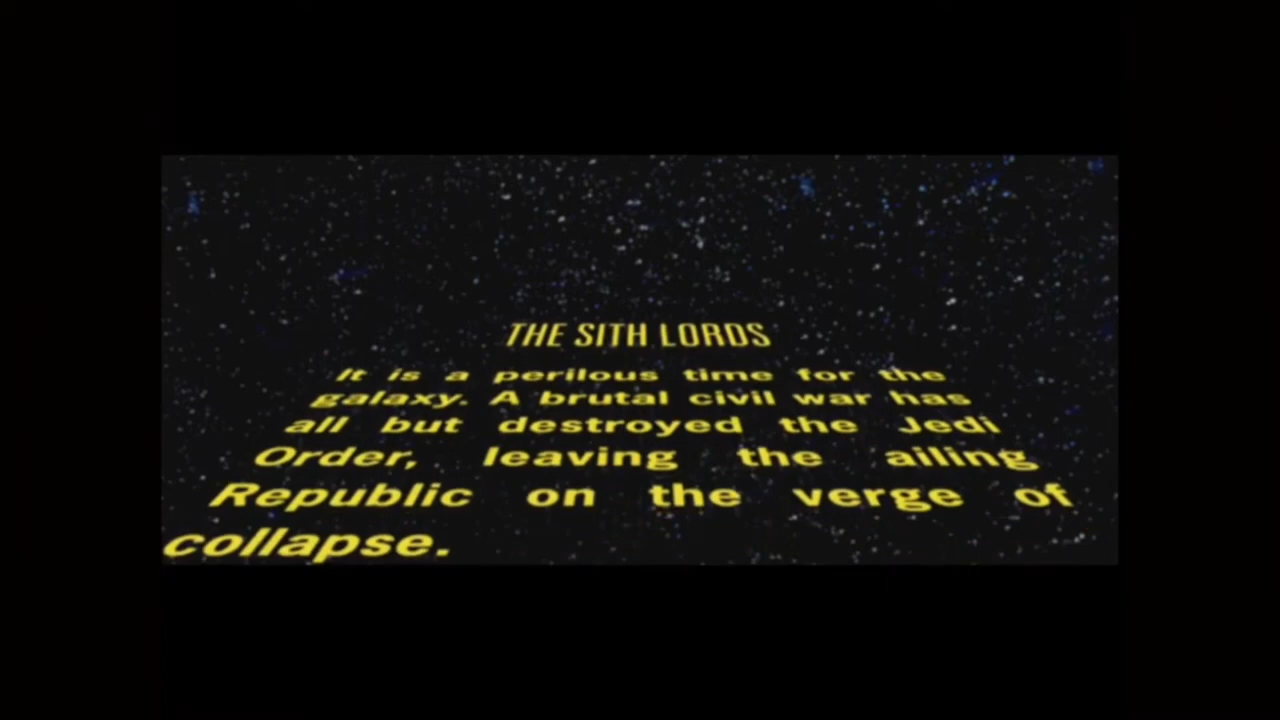 THE SITH LORDS
It is a perilous time for the
galaxy. A brutal civil war has
all but destroyed the Jedi
Order, leaving the ailing
Republic on the verge of
collapse.